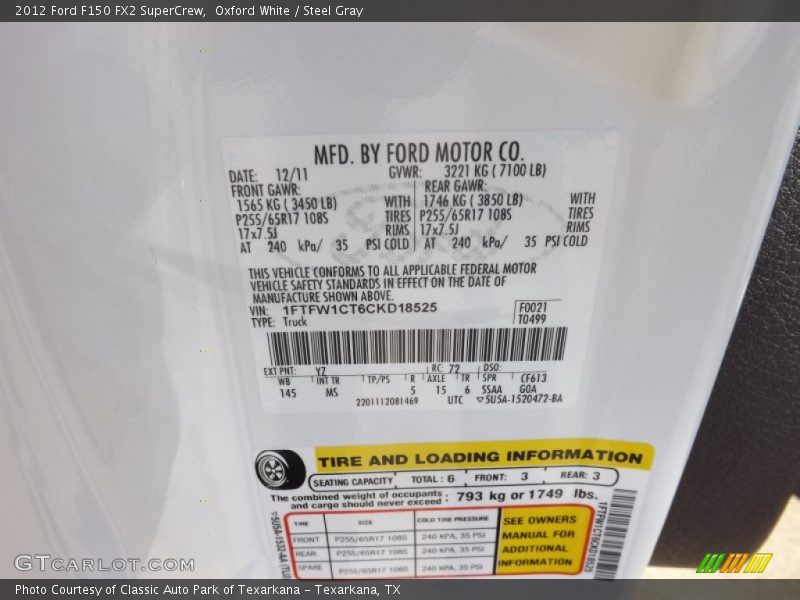 2012 Ford F150 FX2 SuperCrew, Oxford White / Steel Gray
MFD. BY FORD MOTOR CO.
DATE: 12/11 GVWR: 3221 KG ( 7100 LB)
FRONT GAWR: REAR GAWR:
1565 KG ( 3450 LB) WITH 1746 KG ( 3850 LB) WITH
P255/65R17 108S TIRES P255/65R17 108S TIRES
17x7.5J RIMS 17x7.5J RIMS
AT 240 kPa/ 35 PSI COLD AT 240 kPa/ 35 PSI COLD
THIS VEHICLE CONFORMS TO ALL APPLICABLE FEDERAL MOTOR
VEHICLE SAFETY STANDARDS IN EFFECT ON THE DATE OF
MANUFACTURE SHOWN ABOVE.
VIN: 1FTFW1CT6CKD18525 F0021
TYPE: Truck T0499
EXT PNT: YZ RC: 72 DSO:
WB INT TR TP/PS R AXLE TR SPR CF613
145 MS 5 15 6 SSAA GOA
2201112081469 UTC ▽5U5A-1520472-BA
TIRE AND LOADING INFORMATION
SEATING CAPACITY TOTAL : 6 FRONT: 3 REAR: 3
The combined weight of occupants
and cargo should never exceed : 793 kg or 1749 lbs.
TIRE SIZE COLD TIRE PRESSURE
FRONT P255/65R17 108S 240 KPA, 35 PSI
REAR P255/65R17 108S 240 KPA, 35 PSI
SPARE P255/65R17 108S 240 KPA, 35 PSI
SEE OWNERS
MANUAL FOR
ADDITIONAL
INFORMATION
GTCARLOT.COM
Photo Courtesy of Classic Auto Park of Texarkana – Texarkana, TX